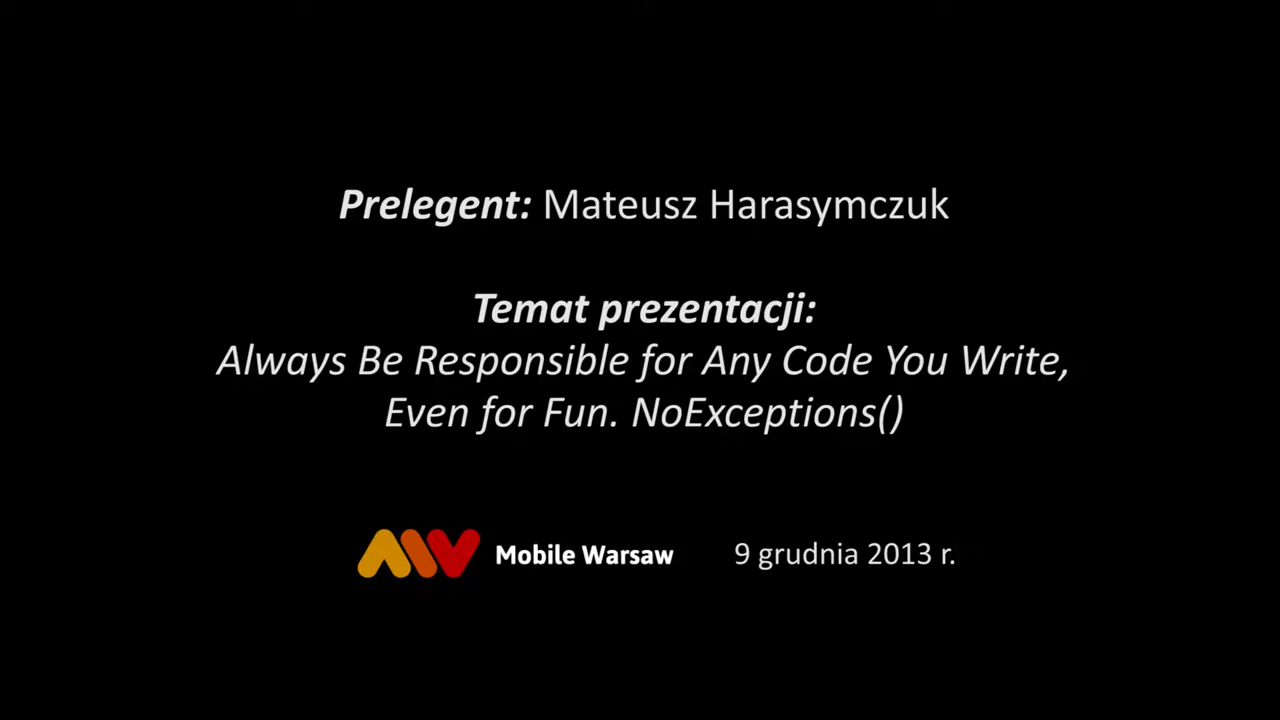 Prelegent: Mateusz Harasymczuk
Temat prezentacji:
Always Be Responsible for Any Code You Write,
Even for Fun. NoExceptions()
Mobile Warsaw 9 grudnia 2013 r.